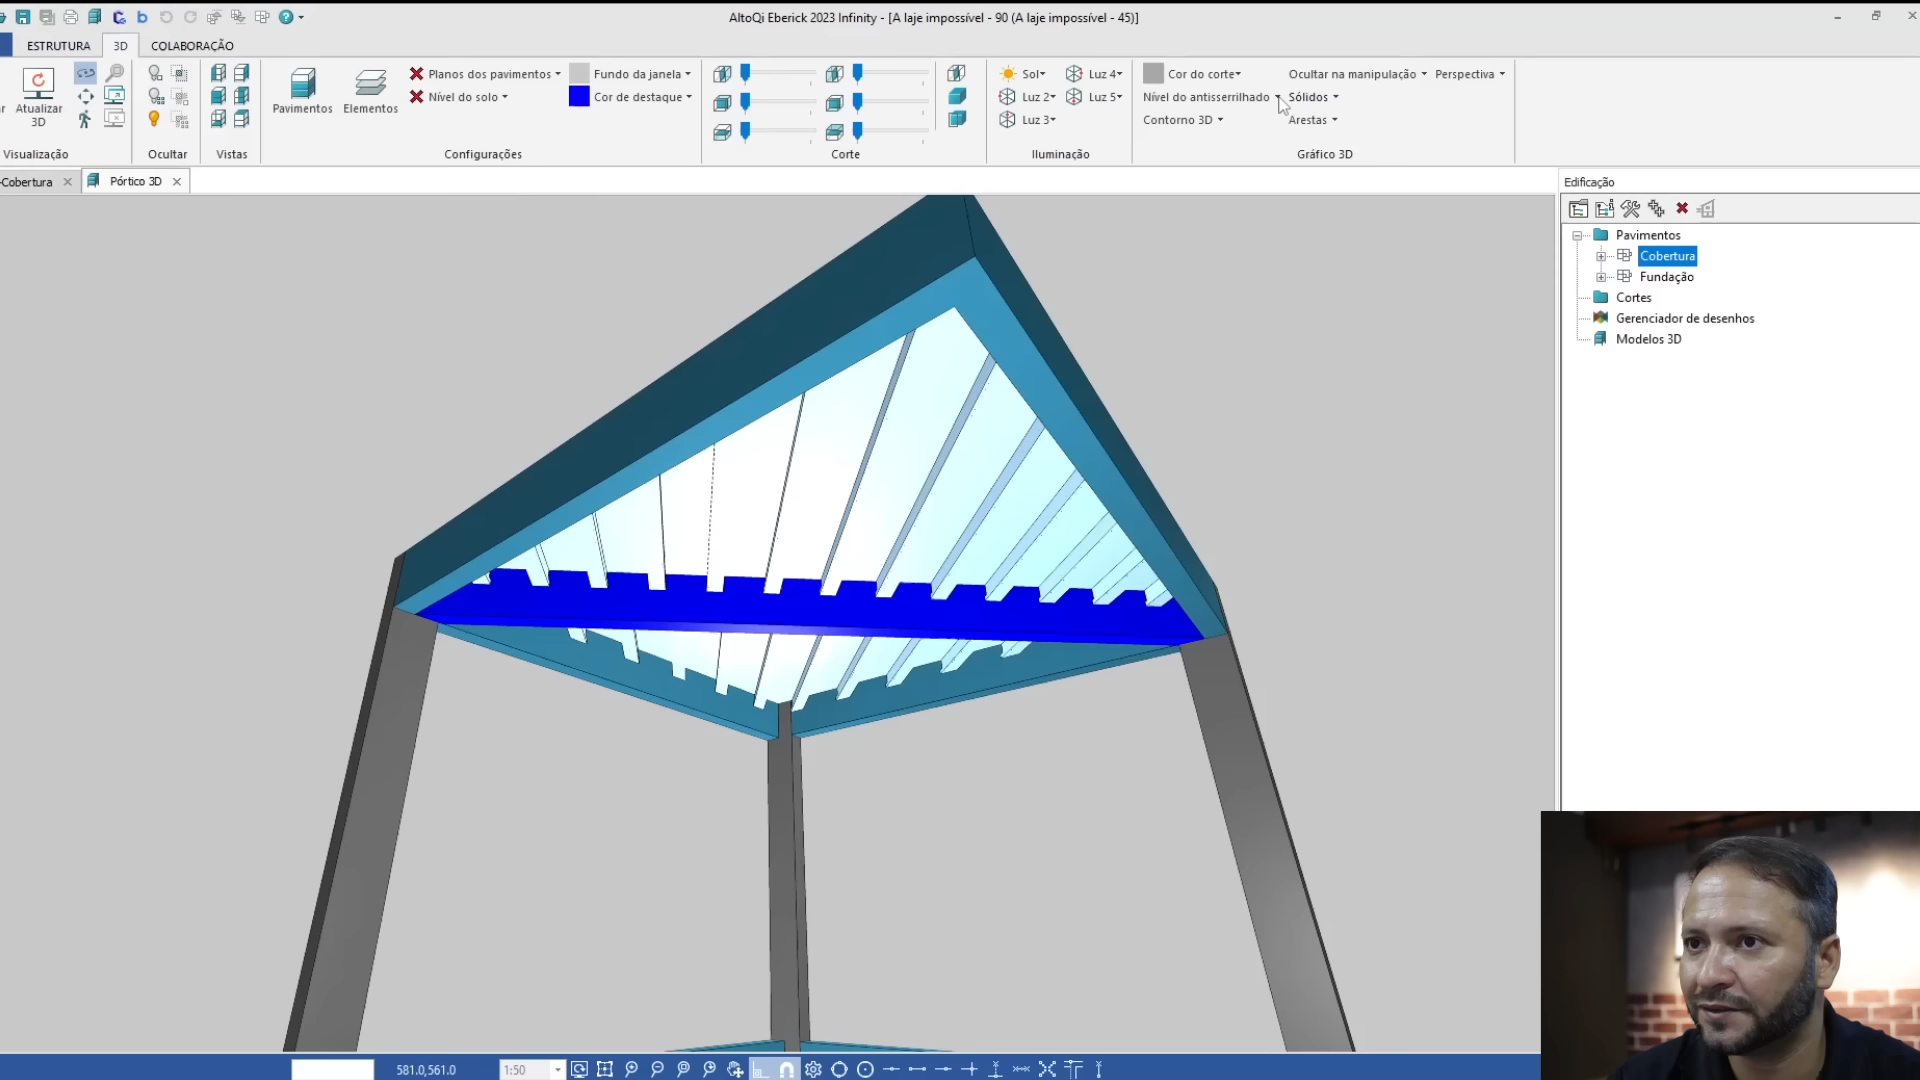 AltoQi Eberick 2023 Infinity - [A laje impossível - 90 (A laje impossível - 45)]
ESTRUTURA 3D COLABORAÇÃO
Atualizar 3D
Visualização
Ocultar
Vistas
Pavimentos
Elementos
Planos dos pavimentos
Nível do solo
Fundo da janela
Cor de destaque
Configurações
Corte
Sol
Luz 2
Luz 3
Luz 4
Luz 5
Iluminação
Cor do corte
Nível do antisserrilhado
Contorno 3D
Ocultar na manipulação
Sólidos
Arestas
Perspectiva
Gráfico 3D
-Cobertura
Pórtico 3D
Edificação
Pavimentos
Cobertura
Fundação
Cortes
Gerenciador de desenhos
Modelos 3D
581.0,561.0
1:50